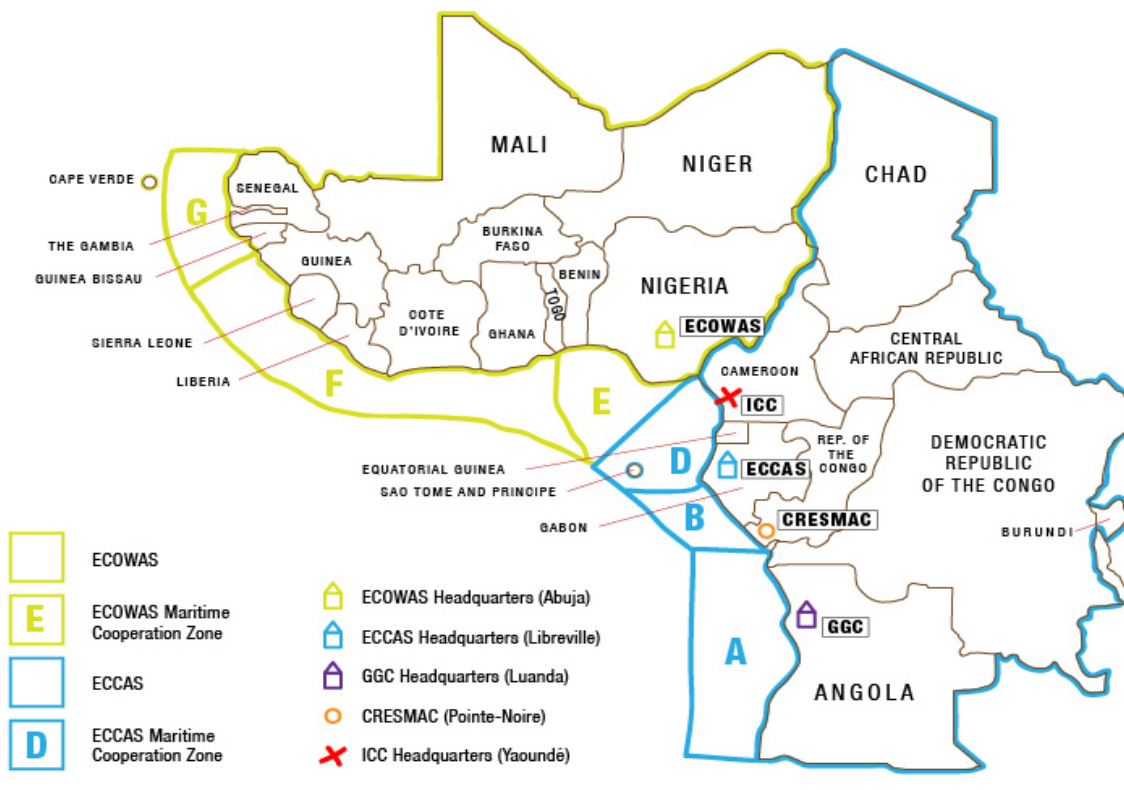 MALI
NIGER
CHAD
CAPE VERDE
SENEGAL
G
THE GAMBIA
BURKINA
FASO
GUINEA BISSAU
GUINEA
BENIN
NIGERIA
TOGO
COTE
D'IVOIRE
GHANA
ECOWAS
SIERRA LEONE
CENTRAL
AFRICAN REPUBLIC
LIBERIA
F
CAMEROON
E
ICC
REP. OF
THE
CONGO
DEMOCRATIC
REPUBLIC
OF THE CONGO
EQUATORIAL GUINEA
D
ECCAS
SAO TOME AND PRINCIPE
GABON
B
CRESMAC
BURUNDI
A
GGC
ANGOLA
ECOWAS
E
ECOWAS Maritime
Cooperation Zone
ECCAS
D
ECCAS Maritime
Cooperation Zone
ECOWAS Headquarters (Abuja)
ECCAS Headquarters (Libreville)
GGC Headquarters (Luanda)
CRESMAC (Pointe-Noire)
ICC Headquarters (Yaoundé)